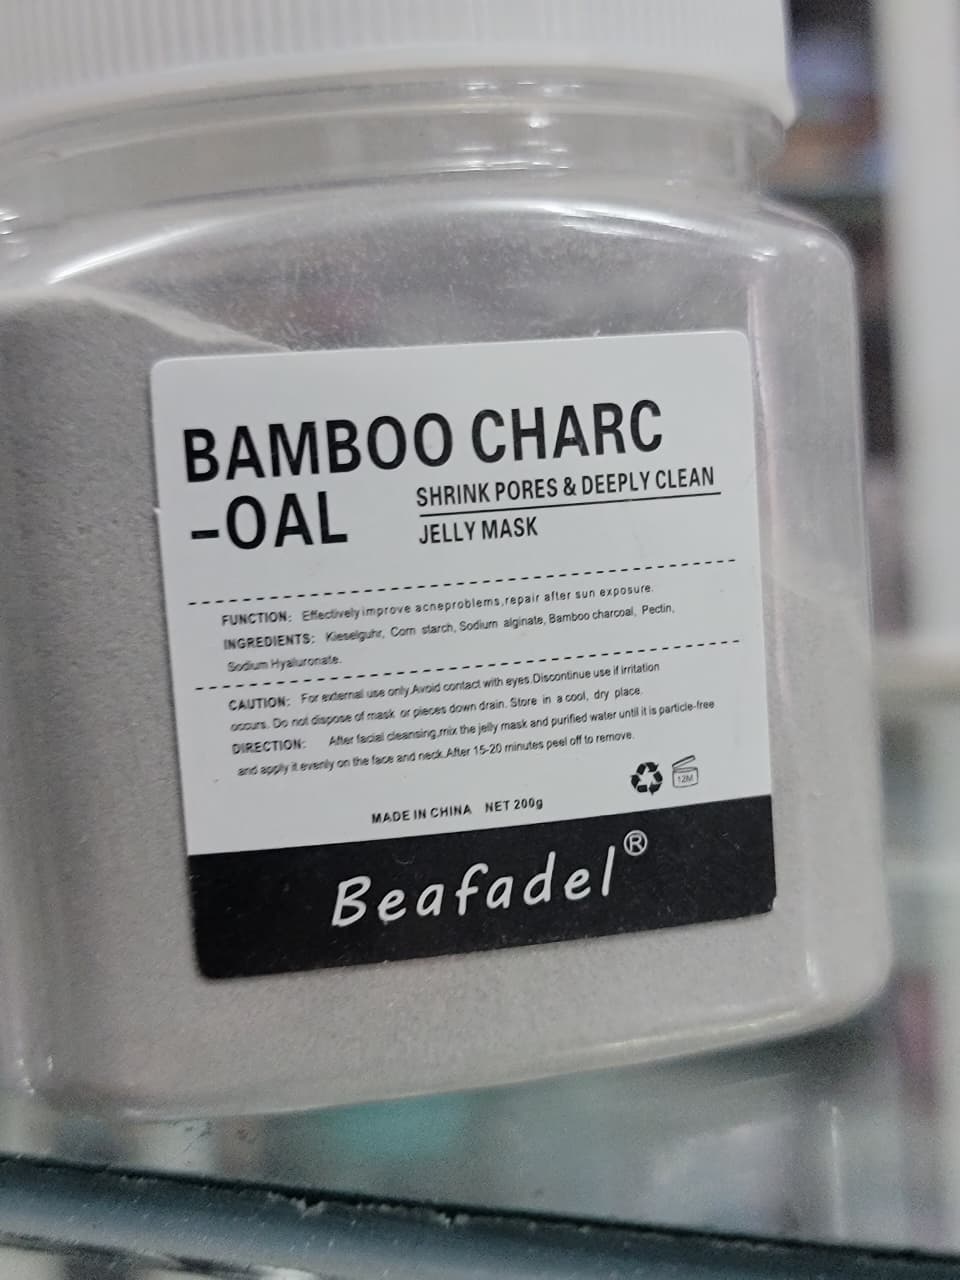 BAMBOO CHARC
-OAL
SHRINK PORES & DEEPLY CLEAN
JELLY MASK
FUNCTION: Effectively improve acneproblems,repair after sun exposure.
INGREDIENTS: Kieselguhr, Corn starch, Sodium alginate, Bamboo charcoal, Pectin,
Sodium Hyaluronate.
CAUTION: For external use only.Avoid contact with eyes.Discontinue use if irritation
occurs. Do not dispose of mask or pieces down drain. Store in a cool, dry place.
DIRECTION: After facial cleansing,mix the jelly mask and purified water until it is particle-free
and apply it evenly on the face and neck.After 15-20 minutes peel off to remove.
12M
MADE IN CHINA NET 200g
Beafadel®